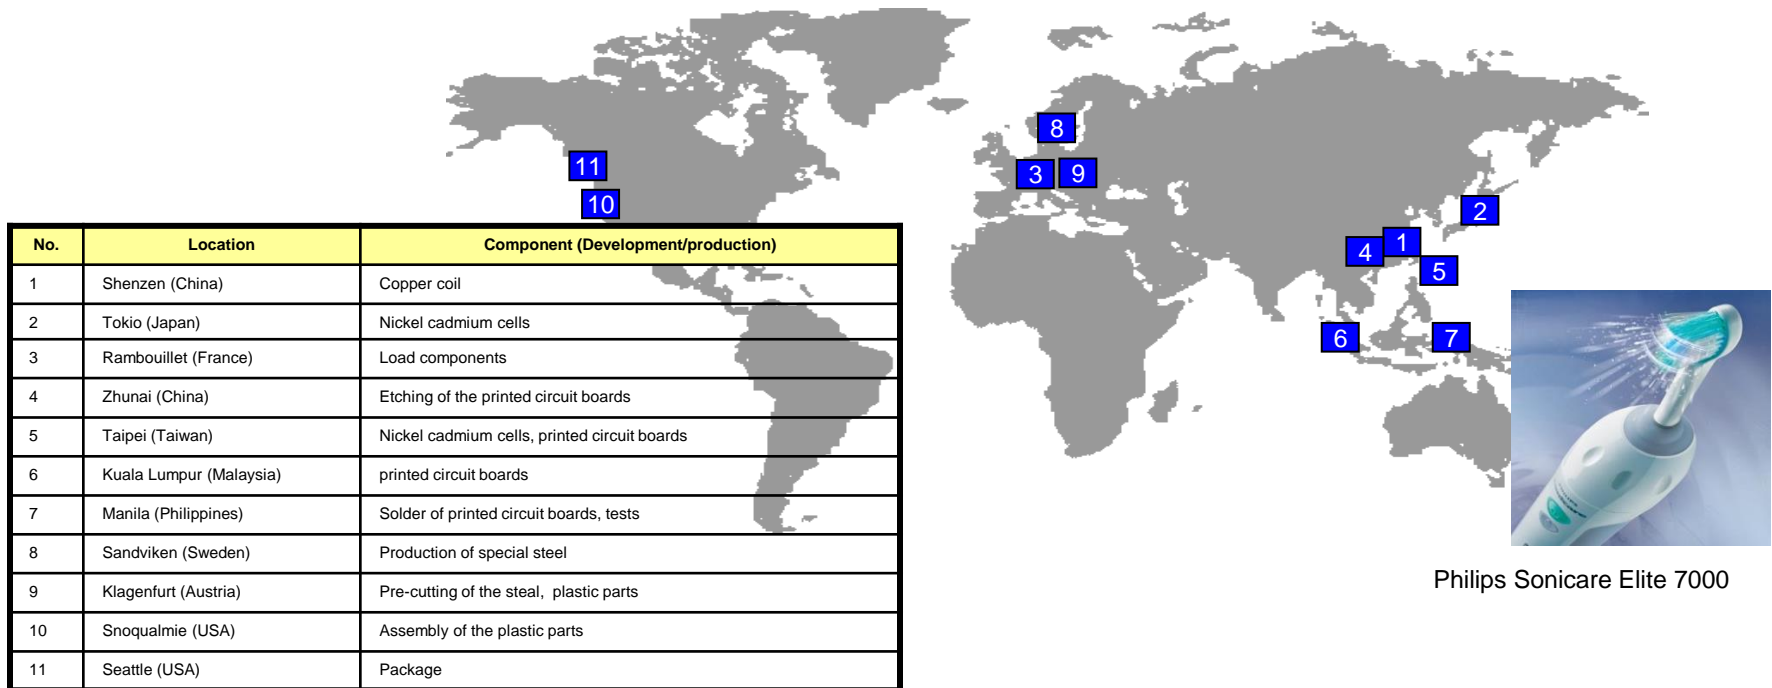 11
8
3
9
10
2
1
4
5
6
7
No. Location Component (Development/production)
1 Shenzen (China) Copper coil
2 Tokio (Japan) Nickel cadmium cells
3 Rambouillet (France) Load components
4 Zhunai (China) Etching of the printed circuit boards
5 Taipei (Taiwan) Nickel cadmium cells, printed circuit boards
6 Kuala Lumpur (Malaysia) printed circuit boards
7 Manila (Philippines) Solder of printed circuit boards, tests
8 Sandviken (Sweden) Production of special steel
9 Klagenfurt (Austria) Pre-cutting of the steal, plastic parts
10 Snoqualmie (USA) Assembly of the plastic parts
11 Seattle (USA) Package
Philips Sonicare Elite 7000